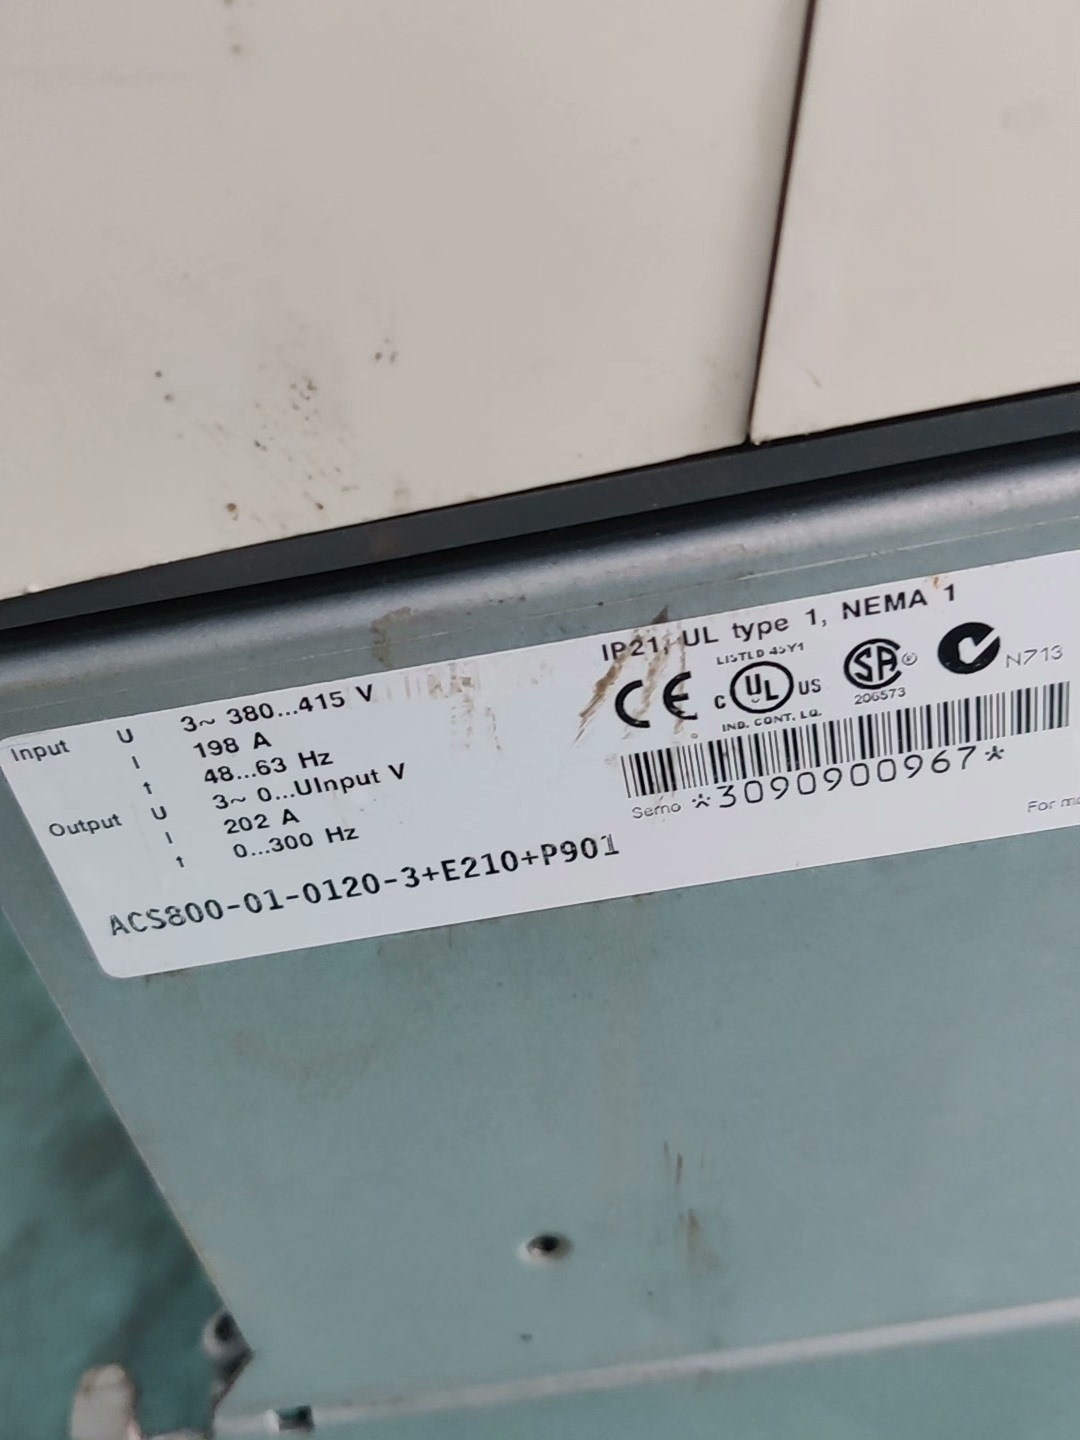 Input U 3~ 380...415 V
I 198 A
f 48...63 Hz
Output U 3~ 0...UInput V
I 202 A
f 0...300 Hz
ACS800-01-0120-3+E210+P901
IP21, UL type 1, NEMA 1
CE
LISTED 45Y1
C UL US
IND. CONT. EQ.
SA ®
206573
N713
Serno *3090900967*
For